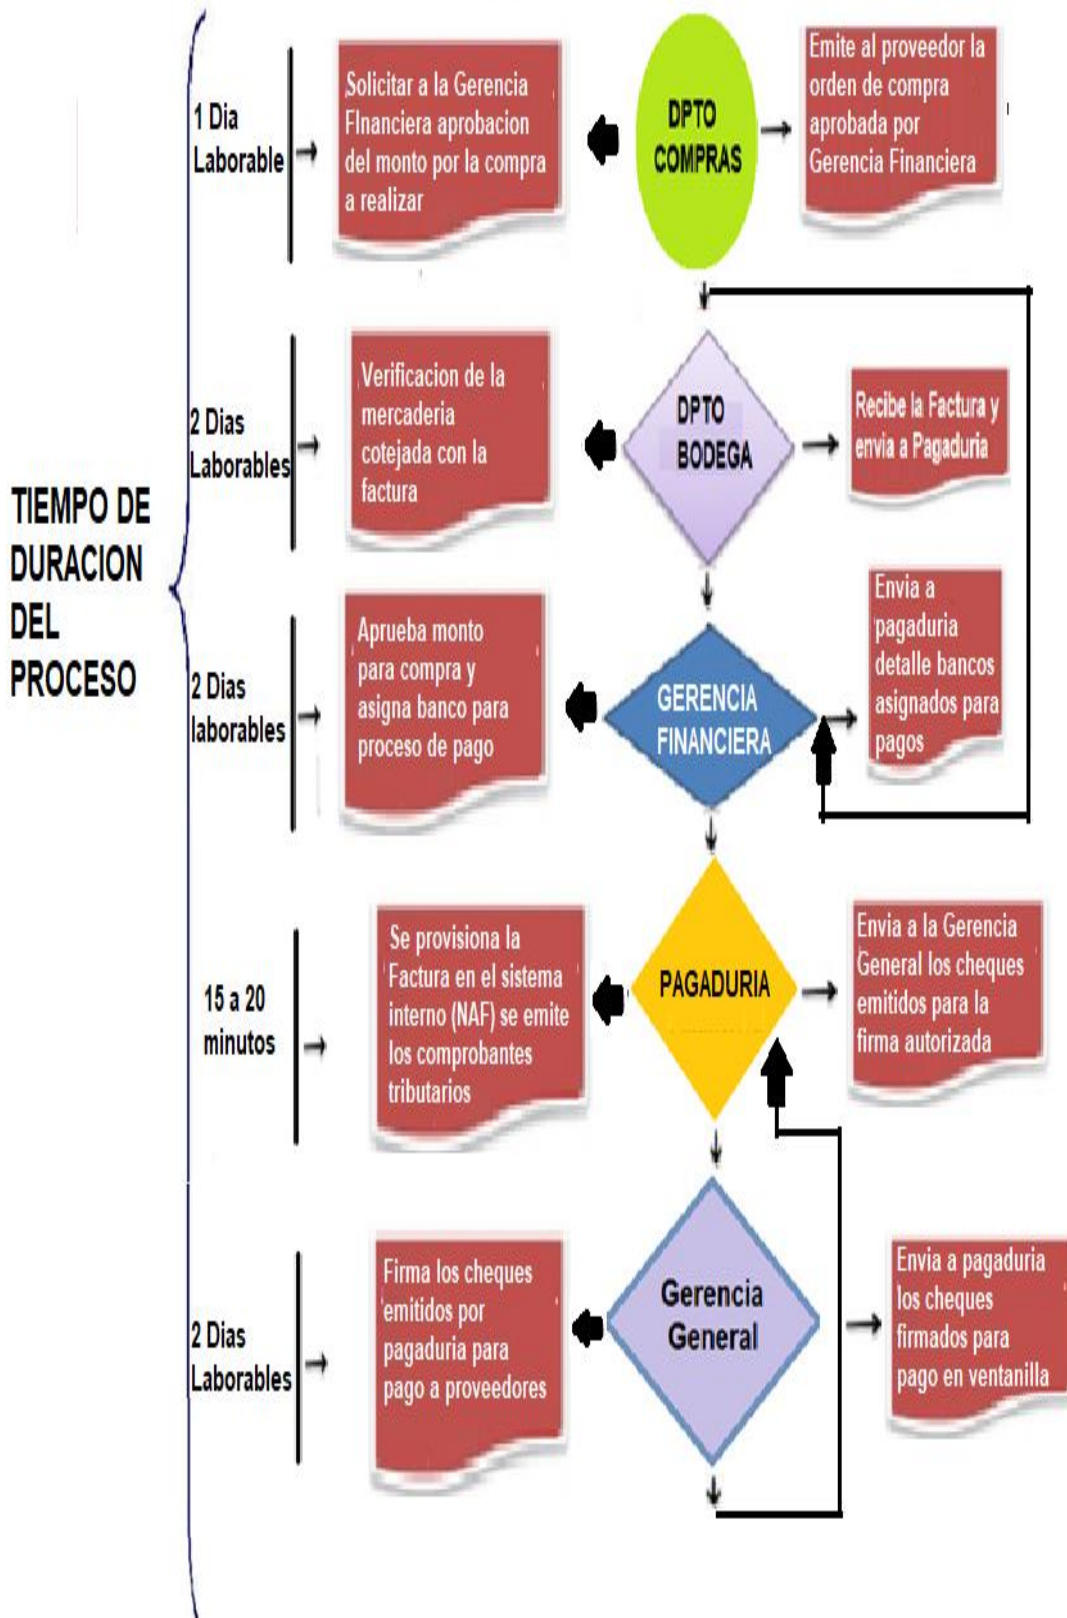 1 Dia
Laborable
Solicitar a la Gerencia
FInanciera aprobacion
del monto por la compra
a realizar
DPTO
COMPRAS
Emite al proveedor la
orden de compra
aprobada por
Gerencia Financiera
2 Dias
Laborables
Verificacion de la
mercaderia
cotejada con la
factura
DPTO
BODEGA
Recibe la Factura y
envia a Pagaduria
TIEMPO DE
DURACION
DEL
PROCESO
2 Dias
laborables
Aprueba monto
para compra y
asigna banco para
proceso de pago
GERENCIA
FINANCIERA
Envia a
pagaduria
detalle bancos
asignados para
pagos
15 a 20
minutos
Se provisiona la
Factura en el sistema
interno (NAF) se emite
los comprobantes
tributarios
PAGADURIA
Envia a la Gerencia
General los cheques
emitidos para la
firma autorizada
2 Dias
Laborables
Firma los cheques
emitidos por
pagaduria para
pago a proveedores
Gerencia
General
Envia a pagaduria
los cheques
firmados para
pago en ventanilla